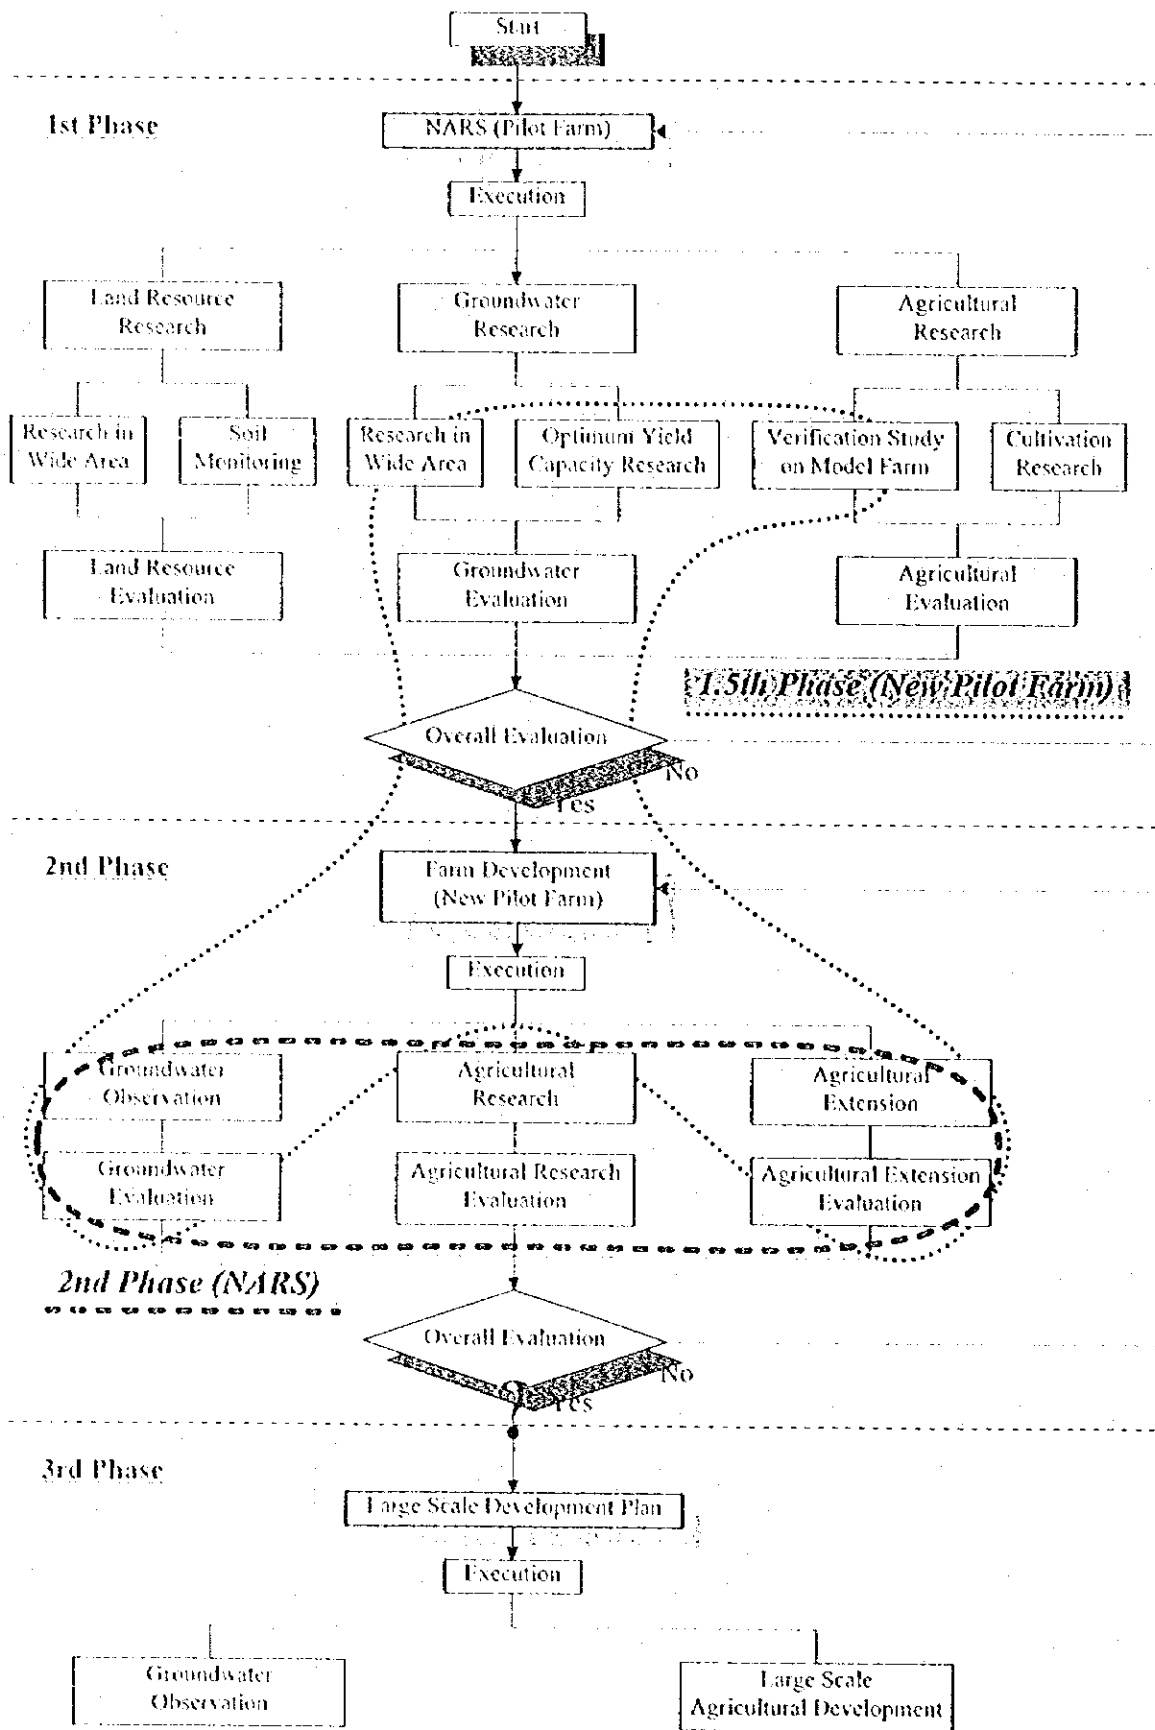 Start
1st Phase
NARS (Pilot Farm)
Execution
Land Resource
Research
Groundwater
Research
Agricultural
Research
Research in
Wide Area
Soil
Monitoring
Research in
Wide Area
Optimum Yield
Capacity Research
Verification Study
on Model Farm
Cultivation
Research
Land Resource
Evaluation
Groundwater
Evaluation
Agricultural
Evaluation
1.5th Phase (New Pilot Farm)
Overall Evaluation
No
Yes
2nd Phase
Farm Development
(New Pilot Farm)
Execution
Groundwater
Observation
Agricultural
Research
Agricultural
Extension
Groundwater
Evaluation
Agricultural Research
Evaluation
Agricultural Extension
Evaluation
2nd Phase (NARS)
Overall Evaluation
No
?
Yes
3rd Phase
Large Scale Development Plan
Execution
Groundwater
Observation
Large Scale
Agricultural Development